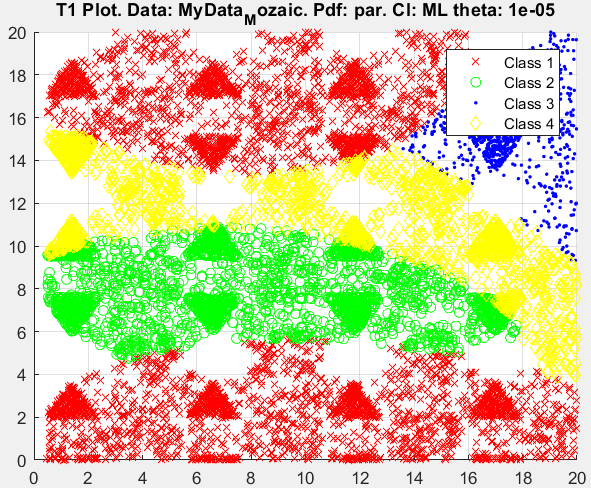 T1 Plot. Data: MyDataMozaic. Pdf: par. Cl: ML theta: 1e-05
20
18
16
14
12
10
8
6
4
2
0
Class 1
Class 2
Class 3
Class 4
0 2 4 6 8 10 12 14 16 18 20